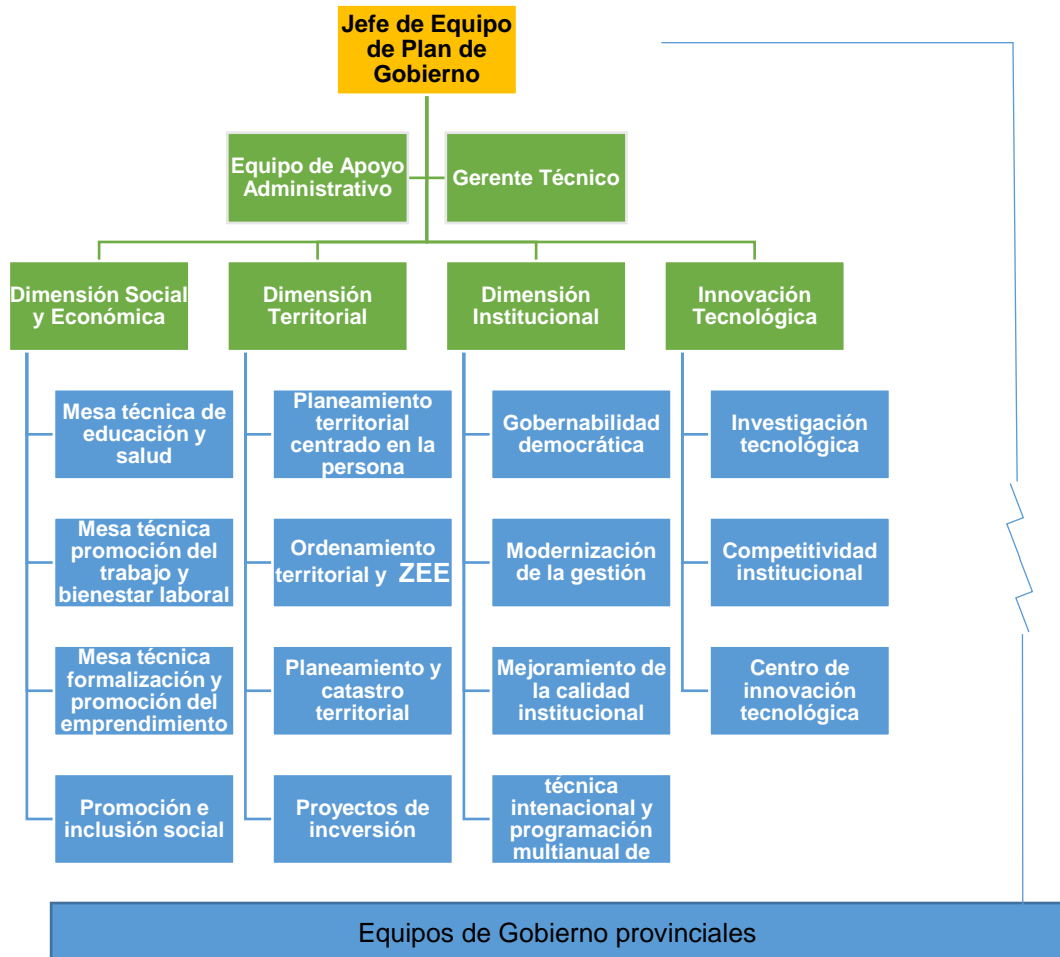 Jefe de Equipo
de Plan de
Gobierno
Equipo de Apoyo
Administrativo
Gerente Técnico
Dimensión Social
y Económica
Dimensión
Territorial
Dimensión
Institucional
Innovación
Tecnológica
Mesa técnica de
educación y
salud
Planeamiento
territorial
centrado en la
persona
Gobernabilidad
democrática
Investigación
tecnológica
Mesa técnica
promoción del
trabajo y
bienestar laboral
Ordenamiento
territorial y ZEE
Modernización
de la gestión
Competitividad
institucional
Mesa técnica
formalización y
promoción del
emprendimiento
Planeamiento y
catastro
territorial
Mejoramiento de
la calidad
institucional
Centro de
innovación
tecnológica
Promoción e
inclusión social
Proyectos de
incversión
técnica
intenacional y
programación
multianual de
Equipos de Gobierno provinciales